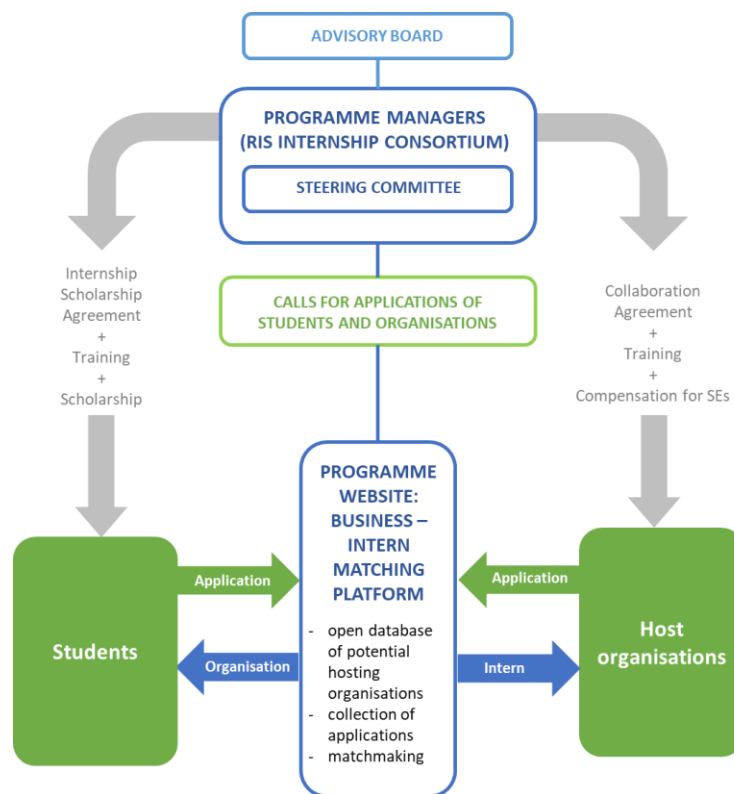 ADVISORY BOARD
PROGRAMME MANAGERS
(RIS INTERNSHIP CONSORTIUM)
STEERING COMMITTEE
Internship
Scholarship
Agreement
+
Training
+
Scholarship
CALLS FOR APPLICATIONS OF
STUDENTS AND ORGANISATIONS
Collaboration
Agreement
+
Training
+
Compensation for SEs
PROGRAMME
WEBSITE:
BUSINESS –
INTERN
MATCHING
PLATFORM
- open database
of potential
hosting
organisations
- collection of
applications
- matchmaking
Students
Application
Organisation
Application
Intern
Host
organisations